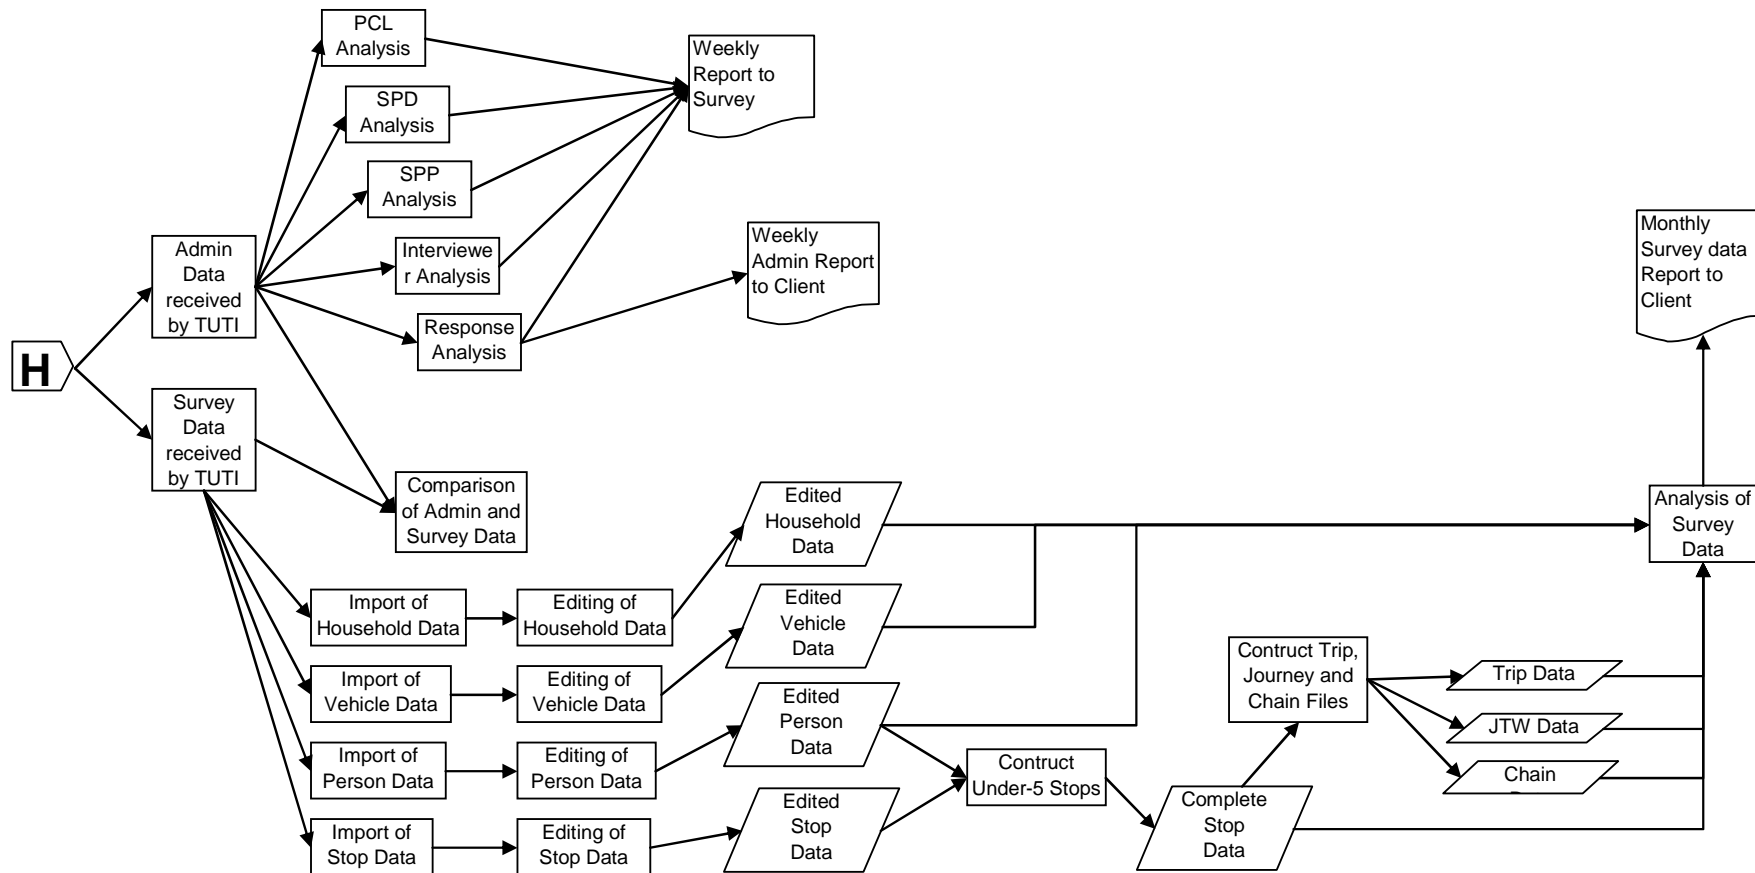 PCL
Analysis
Weekly
Report to
Survey
SPD
Analysis
SPP
Analysis
Admin
Data
received
by TUTI
Interviewe
r Analysis
Weekly
Admin Report
to Client
Monthly
Survey data
Report to
Client
Response
Analysis
H
Survey
Data
received
by TUTI
Comparison
of Admin and
Survey Data
Edited
Household
Data
Analysis of
Survey
Data
Import of
Household Data
Editing of
Household Data
Edited
Vehicle
Data
Import of
Vehicle Data
Editing of
Vehicle Data
Contruct Trip,
Journey and
Chain Files
Trip Data
JTW Data
Chain
Edited
Person
Data
Import of
Person Data
Editing of
Person Data
Contruct
Under-5 Stops
Complete
Stop
Data
Edited
Stop
Data
Import of
Stop Data
Editing of
Stop Data